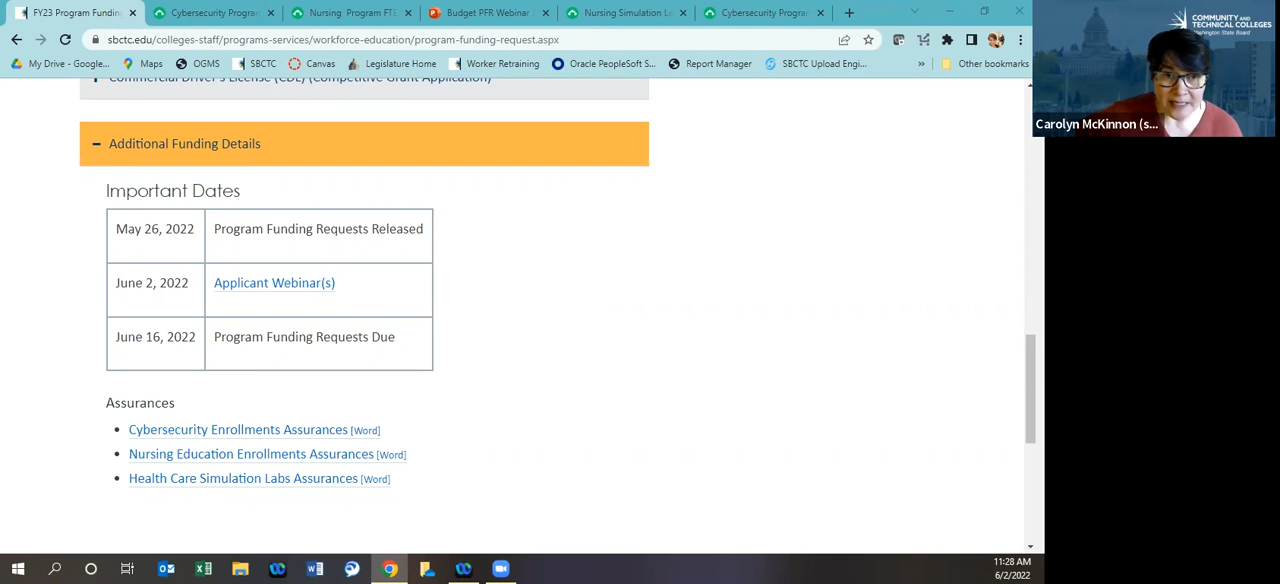 FY23 Program Fundin
Cybersecurity Program
Nursing Program FTE
Budget PFR Webinar
Nursing Simulation La
Cybersecurity Program
sbctc.edu/colleges-staff/programs-services/workforce-education/program-funding-request.aspx
My Drive - Google...
Maps
OGMS
SBCTC
Canvas
Legislature Home
Worker Retraining
Oracle PeopleSoft S...
Report Manager
SBCTC Upload Engi...
»
Other bookmarks
COMMUNITY AND
TECHNICAL COLLEGES
Washington State Board
Carolyn McKinnon (s...
Commercial Driver's License (CDL) (Competitive Grant Application)
Additional Funding Details
Important Dates
May 26, 2022 Program Funding Requests Released
June 2, 2022 Applicant Webinar(s)
June 16, 2022 Program Funding Requests Due
Assurances
Cybersecurity Enrollments Assurances [Word]
Nursing Education Enrollments Assurances [Word]
Health Care Simulation Labs Assurances [Word]
11:28 AM
6/2/2022